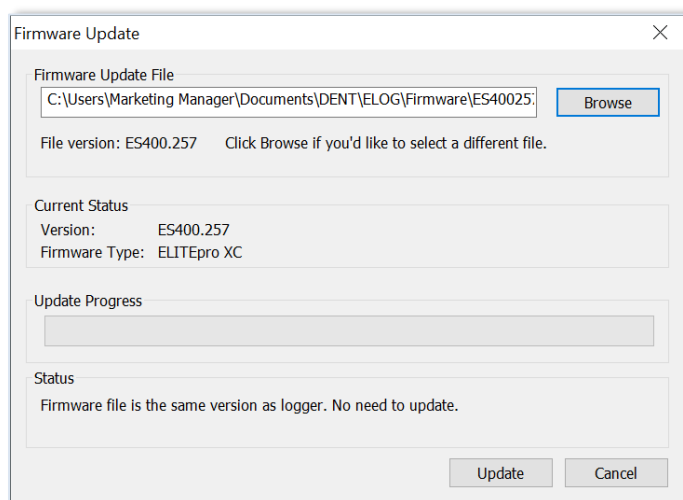 Firmware Update
Firmware Update File
C:\Users\Marketing Manager\Documents\DENT\ELOG\Firmware\ES400257
Browse
File version: ES400.257 Click Browse if you'd like to select a different file.
Current Status
Version: ES400.257
Firmware Type: ELITEpro XC
Update Progress
Status
Firmware file is the same version as logger. No need to update.
Update Cancel